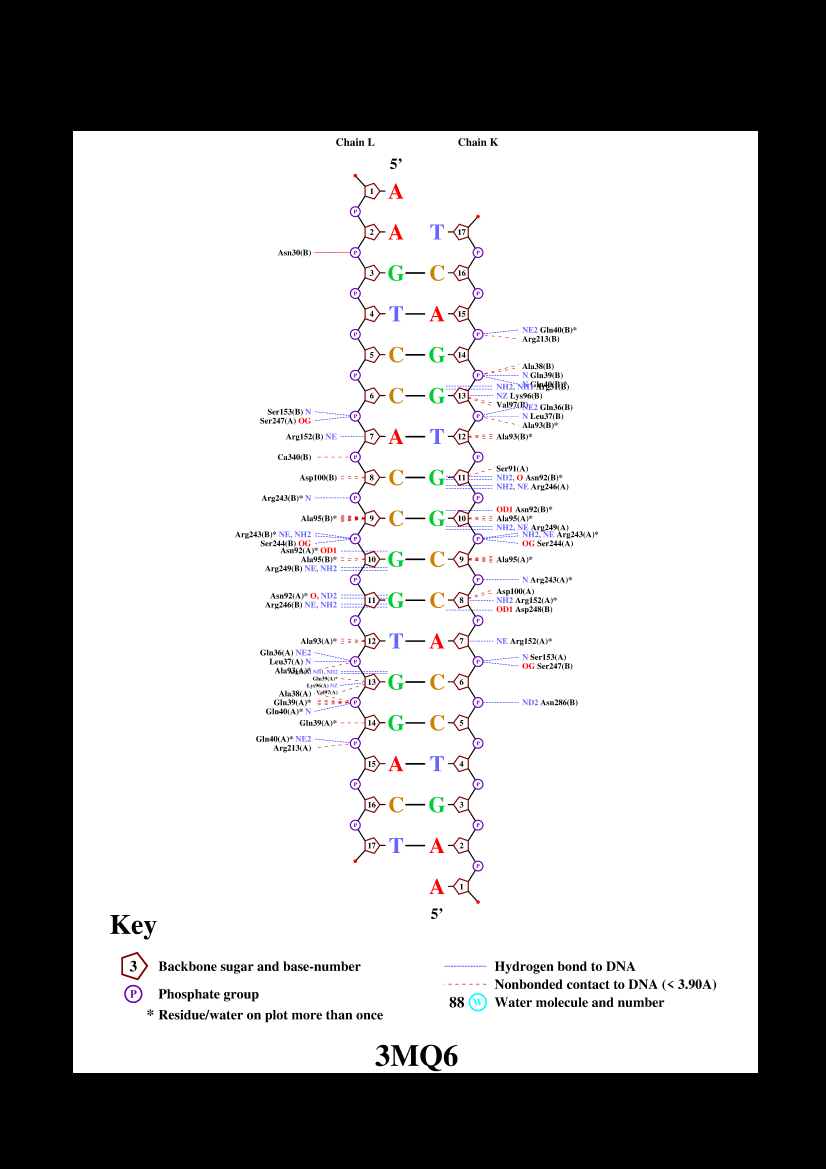 Chain L Chain K
5’
1 A
P
2 A T 17
Asn30(B) P P
3 G C 16
P P
4 T A 15
NE2 Gln40(B)*
P P
Arg213(B)
5 C G 14
Ala38(B)
P P N Gln39(B)
6 C G 13 NZ Lys96(B)
Val97(B)
Ser153(B) N NE2 Gln36(B)
P P N Leu37(B)
Ser247(A) OG
Ala93(B)*
Arg152(B) NE 7 A T 12 Ala93(B)*
Ca340(B) P P
Ser91(A)
Asp100(B) 8 C G 11 ND2, O Asn92(B)*
NH2, NE Arg246(A)
Arg243(B)* N P P
OD1 Asn92(B)*
Ala95(B)* 9 C G 10 Ala95(A)*
NH2, NE Arg249(A)
Arg243(B)* NE, NH2 P P NH2, NE Arg243(A)*
Ser244(B) OG OG Ser244(A)
Asn92(A)* OD1
Ala95(B)* 10 G C 9 Ala95(A)*
Arg249(B) NE, NH2
P P N Arg243(A)*
Asp100(A)
Asn92(A)* O, ND2 11 G C 8 NH2 Arg152(A)*
Arg246(B) NE, NH2
OD1 Asp248(B)
P P
Ala93(A)* 12 T A 7 NE Arg152(A)*
Gln36(A) NE2
N Ser153(A)
Leu37(A) N P P
OG Ser247(B)
Ala93(A)*
Gln39(A)*
13 G C 6
Lys96(A) NZ
Val97(A)
Ala38(A)
Gln39(A)* P P ND2 Asn286(B)
Gln40(A)* N
Gln39(A)* 14 G C 5
Gln40(A)* NE2
P P
Arg213(A)
15 A T 4
P P
16 C G 3
P P
17 T A 2
P
A 1
5’
Key
3 Backbone sugar and base-number Hydrogen bond to DNA
Nonbonded contact to DNA (< 3.90A)
P Phosphate group
88 W Water molecule and number
* Residue/water on plot more than once
3MQ6